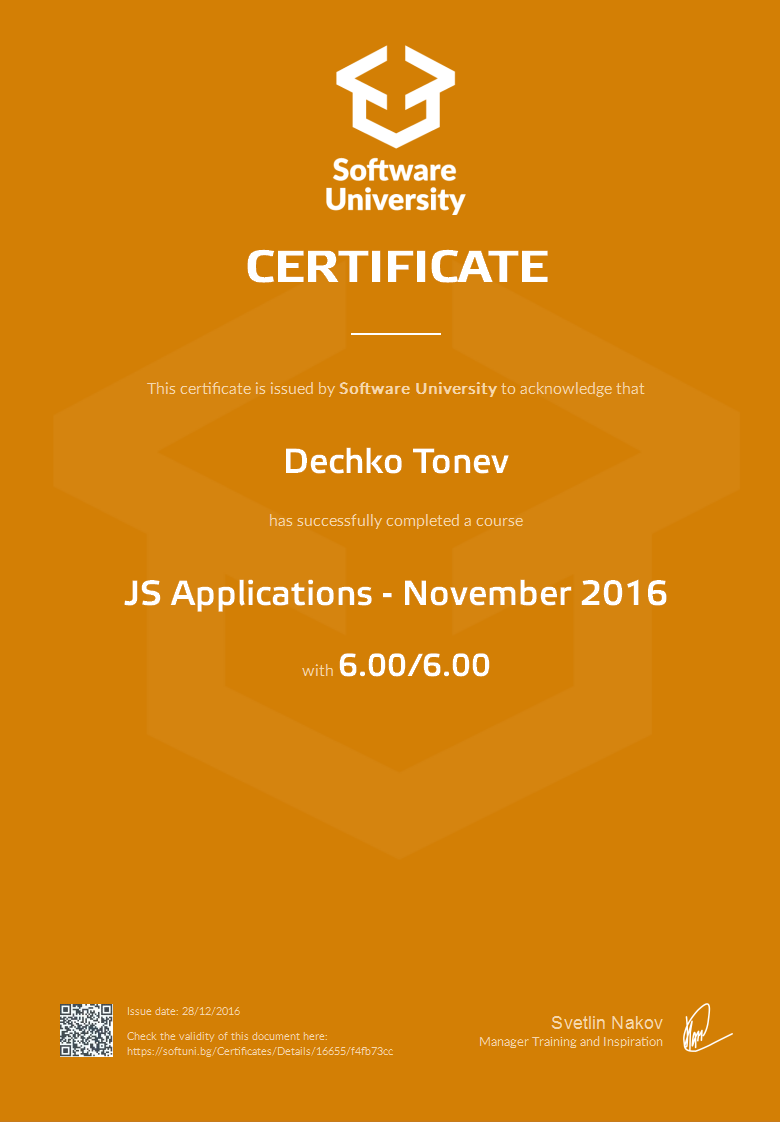 Software
University
CERTIFICATE
This certificate is issued by Software University to acknowledge that
Dechko Tonev
has successfully completed a course
JS Applications - November 2016
with 6.00/6.00
Issue date: 28/12/2016
Check the validity of this document here:
https://softuni.bg/Certificates/Details/16655/f4fb73cc
Svetlin Nakov
Manager Training and Inspiration